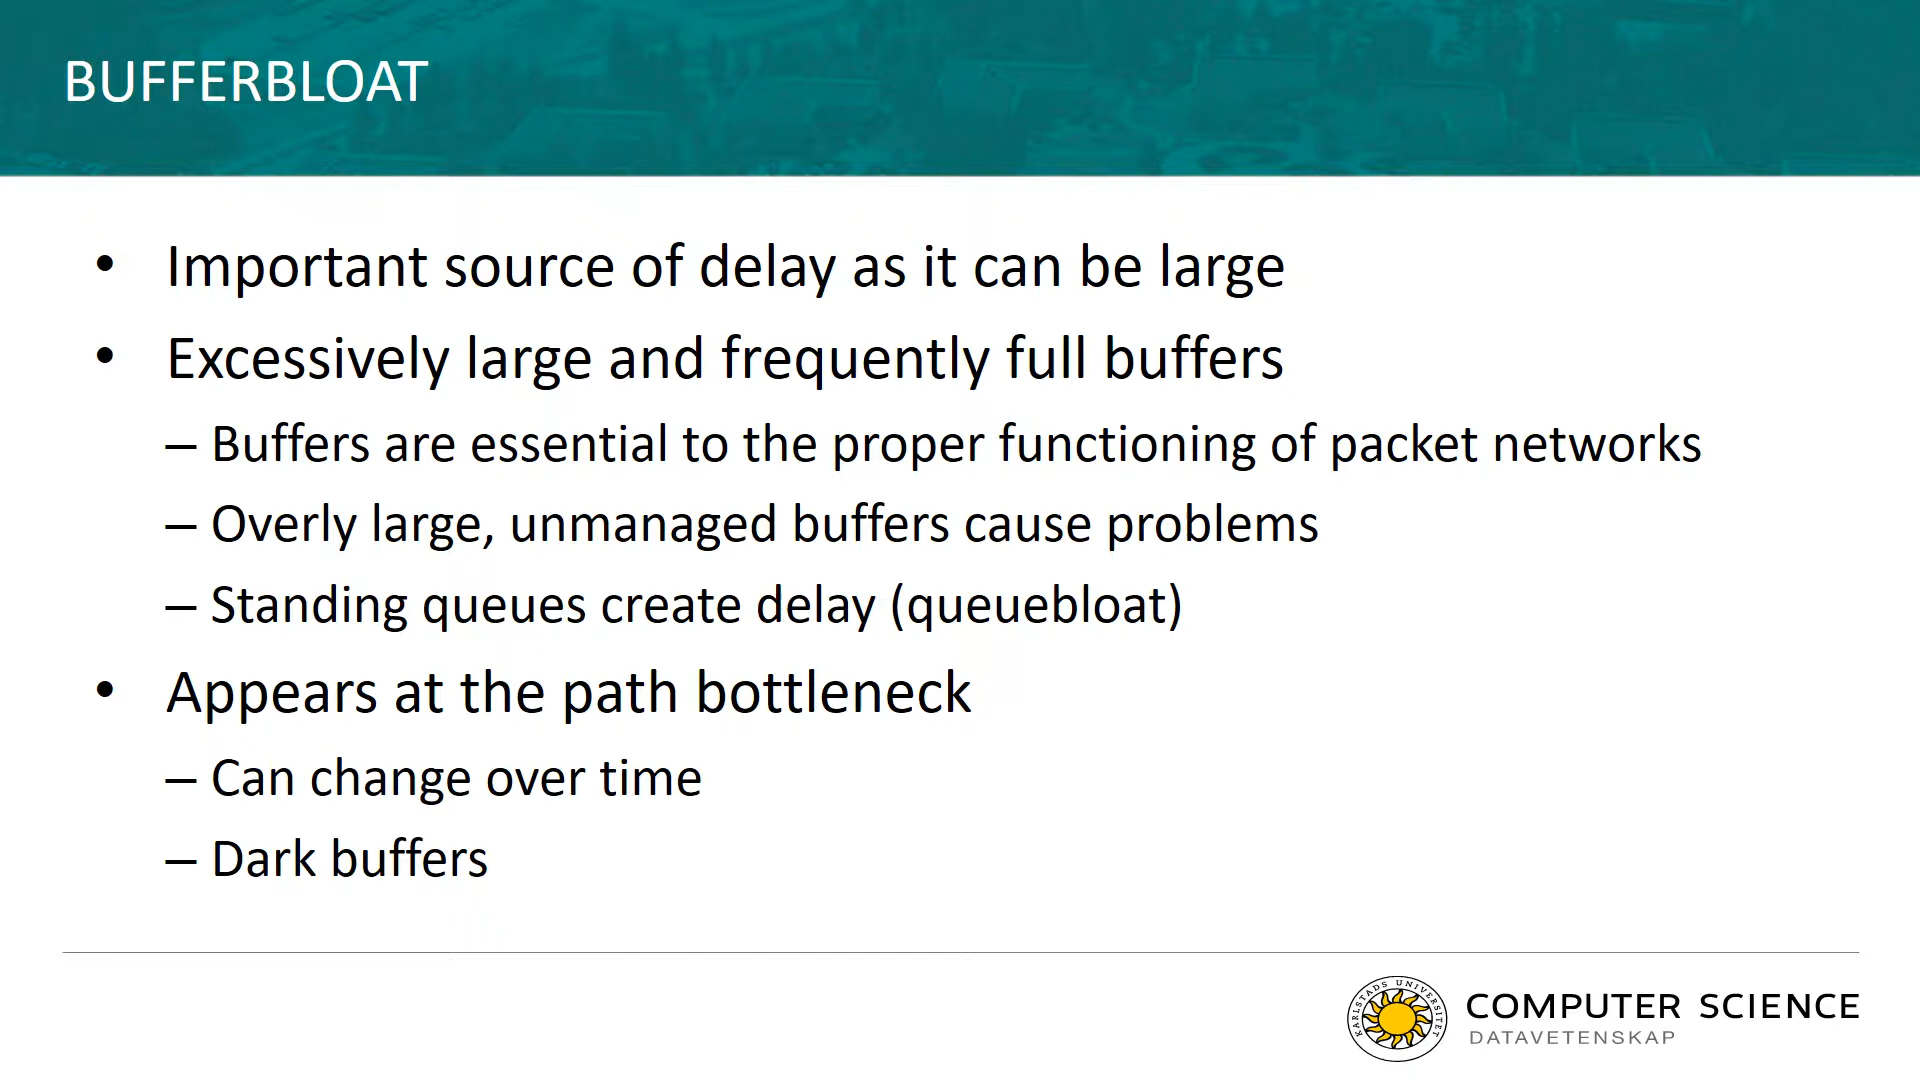 BUFFERBLOAT
• Important source of delay as it can be large
• Excessively large and frequently full buffers
– Buffers are essential to the proper functioning of packet networks
– Overly large, unmanaged buffers cause problems
– Standing queues create delay (queuebloat)
• Appears at the path bottleneck
– Can change over time
– Dark buffers
KARLSTADS UNIVERSITET
COMPUTER SCIENCE
DATAVETENSKAP